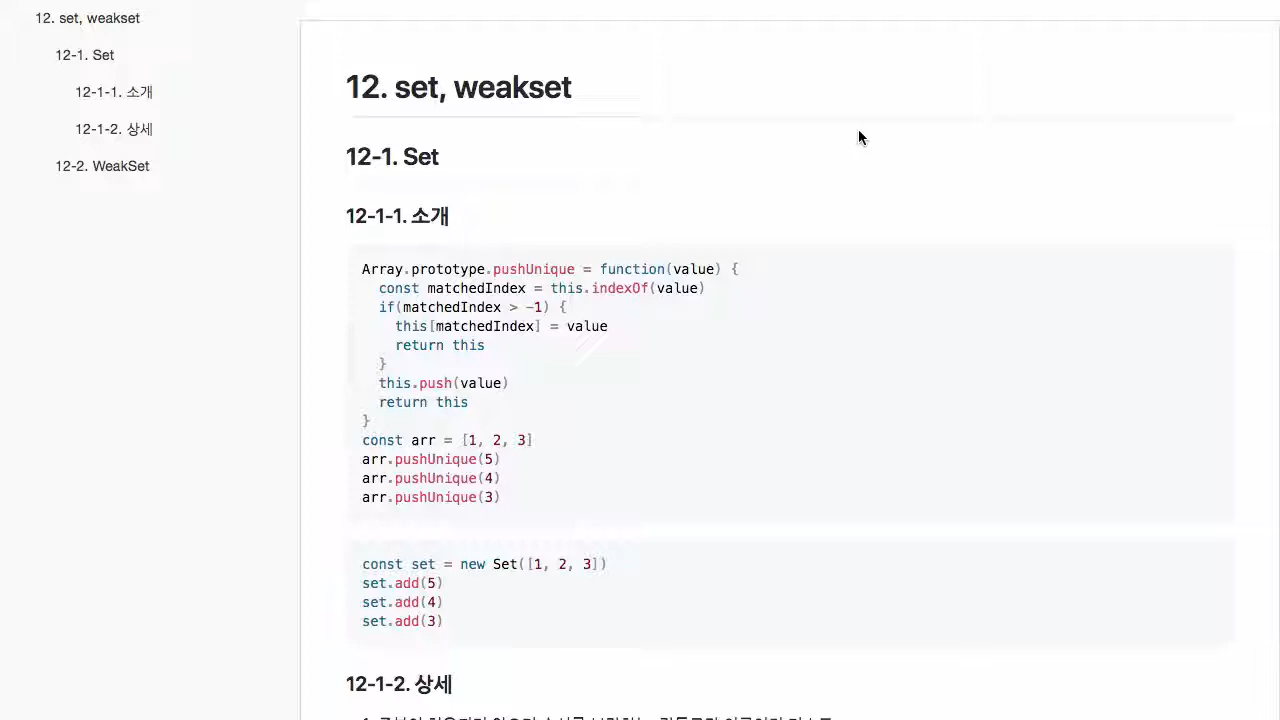 12. set, weakset
12-1. Set
12-1-1. 소개
12-1-2. 상세
12-2. WeakSet
12. set, weakset
12-1. Set
12-1-1. 소개
Array.prototype.pushUnique = function(value) {
  const matchedIndex = this.indexOf(value)
  if(matchedIndex > -1) {
    this[matchedIndex] = value
    return this
  }
  this.push(value)
  return this
}
const arr = [1, 2, 3]
arr.pushUnique(5)
arr.pushUnique(4)
arr.pushUnique(3)
const set = new Set([1, 2, 3])
set.add(5)
set.add(4)
set.add(3)
12-1-2. 상세